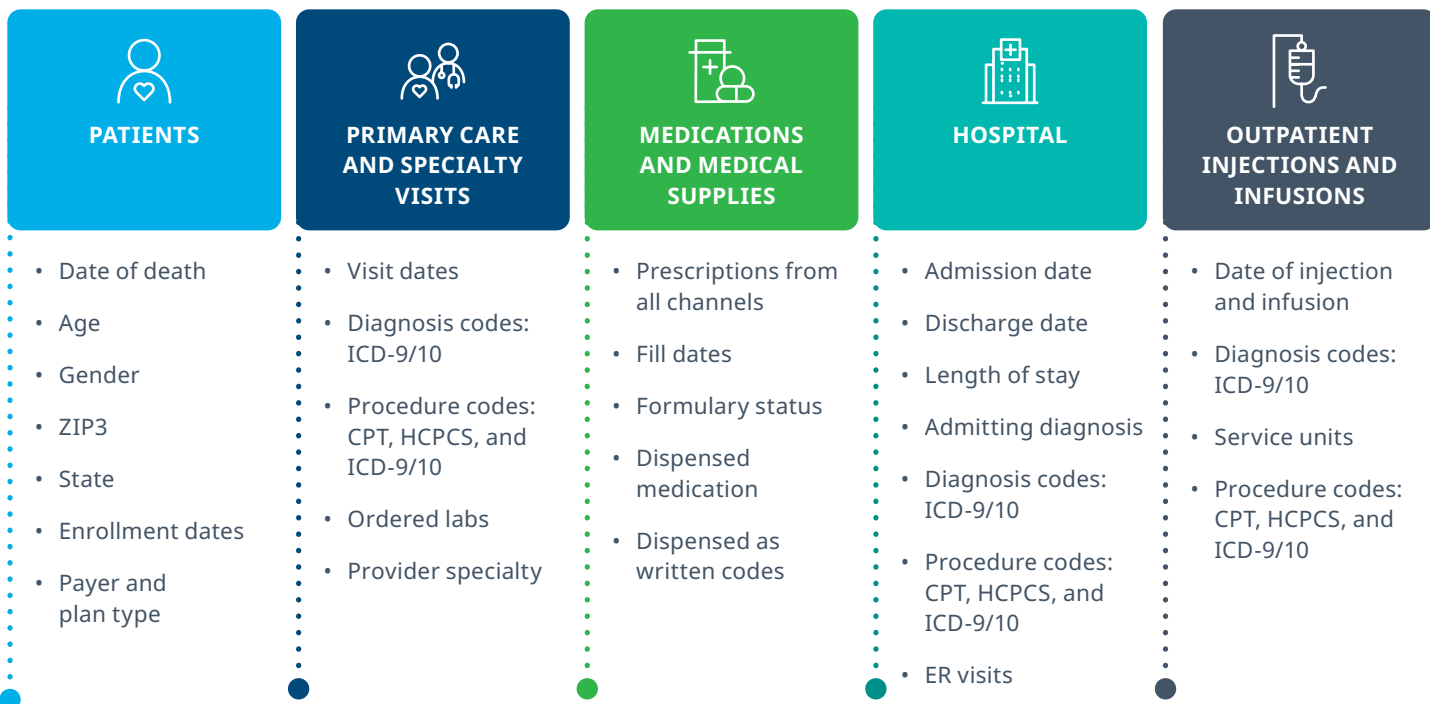 PATIENTS
• Date of death
• Age
• Gender
• ZIP3
• State
• Enrollment dates
• Payer and
plan type
PRIMARY CARE
AND SPECIALTY
VISITS
• Visit dates
• Diagnosis codes:
ICD-9/10
• Procedure codes:
CPT, HCPCS, and
ICD-9/10
• Ordered labs
• Provider specialty
MEDICATIONS
AND MEDICAL
SUPPLIES
• Prescriptions from
all channels
• Fill dates
• Formulary status
• Dispensed
medication
• Dispensed as
written codes
HOSPITAL
• Admission date
• Discharge date
• Length of stay
• Admitting diagnosis
• Diagnosis codes:
ICD-9/10
• Procedure codes:
CPT, HCPCS, and
ICD-9/10
• ER visits
OUTPATIENT
INJECTIONS AND
INFUSIONS
• Date of injection
and infusion
• Diagnosis codes:
ICD-9/10
• Service units
• Procedure codes:
CPT, HCPCS, and
ICD-9/10